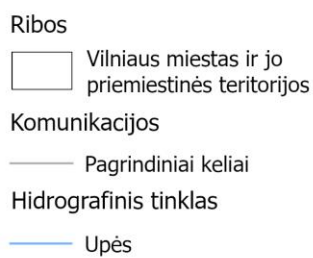 Ribos
Vilniaus miestas ir jo
priemiestinės teritorijos
Komunikacijos
Pagrindiniai keliai
Hidrografinis tinklas
Upės